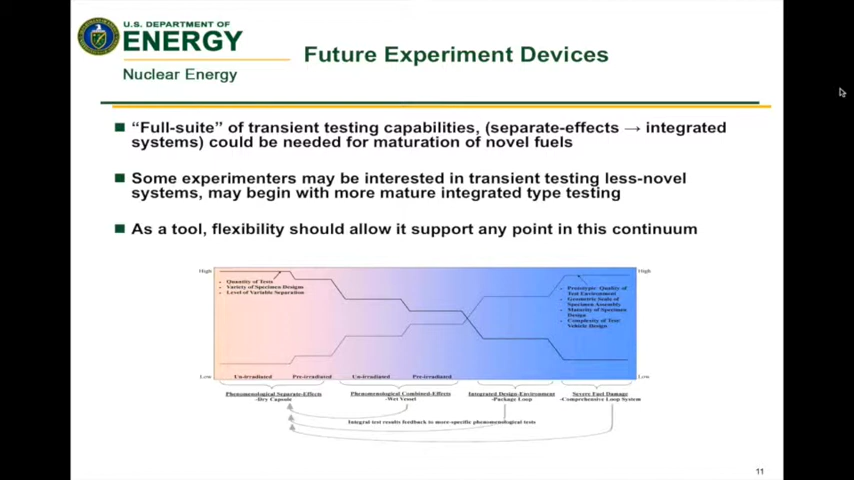 U.S. DEPARTMENT OF
ENERGY
Nuclear Energy
Future Experiment Devices
“Full-suite” of transient testing capabilities, (separate-effects → integrated
systems) could be needed for maturation of novel fuels
Some experimenters may be interested in transient testing less-novel
systems, may begin with more mature integrated type testing
As a tool, flexibility should allow it support any point in this continuum
High
High
Quantity of Tests
Variety of Specimen Designs
Level of Variable Separation
Prototypic Quality of
Test Environment
Geometric Scale of
Specimen Assembly
Maturity of Specimen
Design
Complexity of Test
Vehicle Design
Low
Low
Un-irradiated
Pre-irradiated
Un-irradiated
Pre-irradiated
Phenomenological Separate-Effects
-Dry Capsule
Phenomenological Combined-Effects
-Wet Vessel
Integrated Design-Environment
-Package Loop
Severe Fuel Damage
-Comprehensive Loop System
Integral test results feedback to more-specific phenomenological tests
11